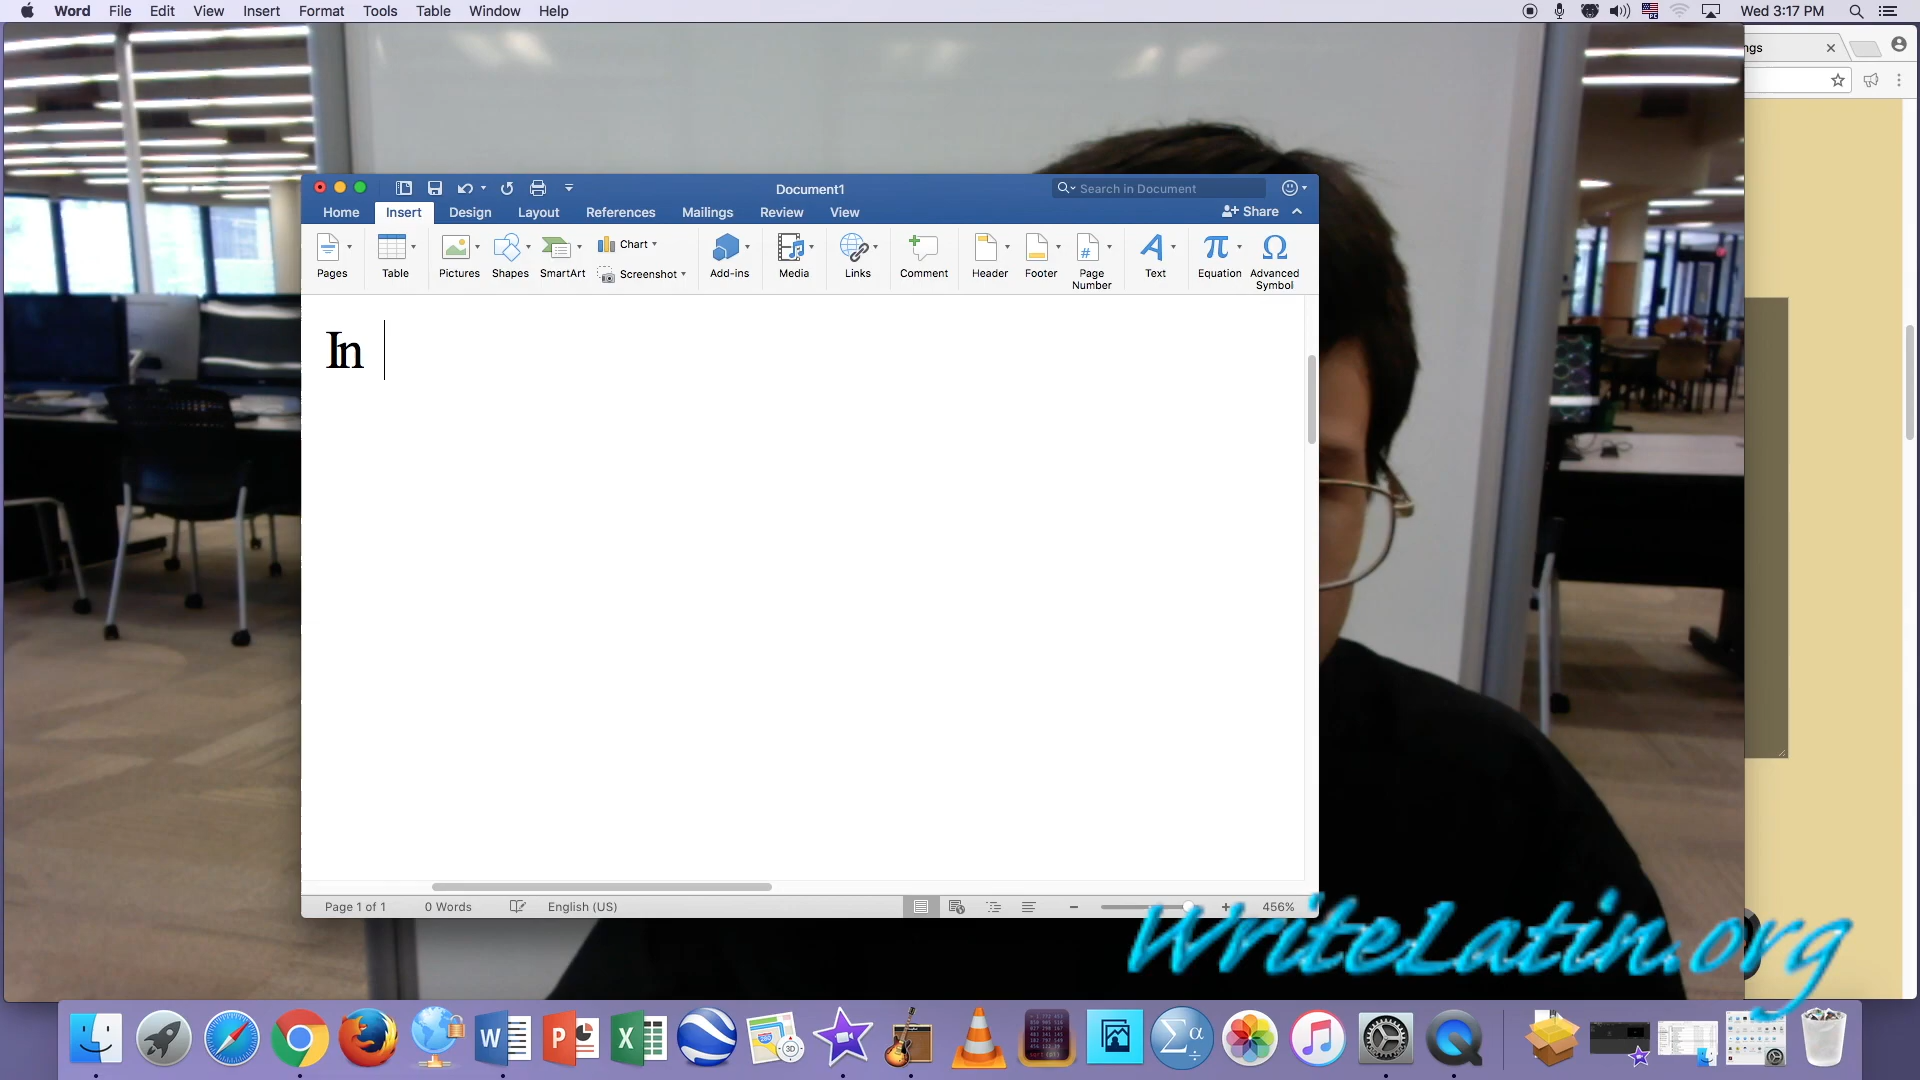 Word File Edit View Insert Format Tools Table Window Help Wed 3:17 PM
ngs
Document1 Search in Document
Home Insert Design Layout References Mailings Review View Share
Pages Table Pictures Shapes SmartArt Chart Screenshot Add-ins Media Links Comment Header Footer Page Number Text Equation Advanced Symbol
In
Page 1 of 1 0 Words English (US) 456%
WriteLatin.org